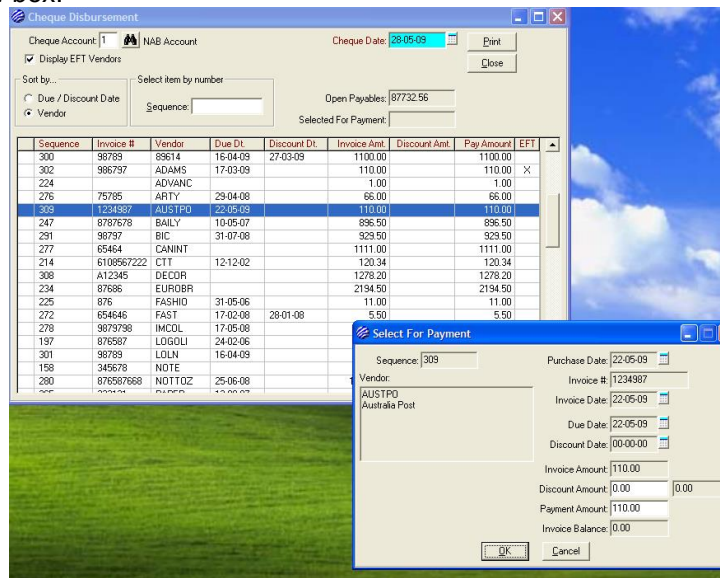 box.
Cheque Disbursement
Cheque Account: 1 NAB Account Cheque Date: 28-05-09 Print
Display EFT Vendors Close
Sort by... Select item by number
Due / Discount Date Open Payables: 87732.56
Vendor Sequence:
Selected For Payment:
Sequence Invoice # Vendor Due Dt. Discount Dt. Invoice Amt. Discount Amt. Pay Amount EFT
300 98789 89614 16-04-09 27-03-09 1100.00 1100.00
302 986797 ADAMS 17-03-09 110.00 110.00 X
224 ADVANC 1.00 1.00
276 75785 ARTY 29-04-08 66.00 66.00
309 1234987 AUSTPO 22-05-09 110.00 110.00
247 8787678 BAILY 10-05-07 896.50 896.50
291 98797 BIC 31-07-08 929.50 929.50
277 65464 CANINT 1111.00 1111.00
214 6108567222 CTT 12-12-02 120.34 120.34
308 A12345 DECOR 1278.20 1278.20
234 87686 EUROBR 2194.50 2194.50
225 876 FASHIO 31-05-06 11.00 11.00
272 654646 FAST 17-02-08 28-01-08 5.50 5.50
278 9879798 IMCOL 17-05-08
197 876587 LOGOLI 24-02-06
301 98789 LOLN 16-04-09
158 345678 NOTE
280 876587668 NOTTOZ 25-06-08
Select For Payment
Sequence: 309 Purchase Date: 22-05-09
Vendor: Invoice #: 1234987
AUSTPO Invoice Date: 22-05-09
Australia Post
Due Date: 22-05-09
Discount Date: 00-00-00
Invoice Amount: 110.00
Discount Amount: 0.00 0.00
Payment Amount: 110.00
Invoice Balance: 0.00
OK Cancel